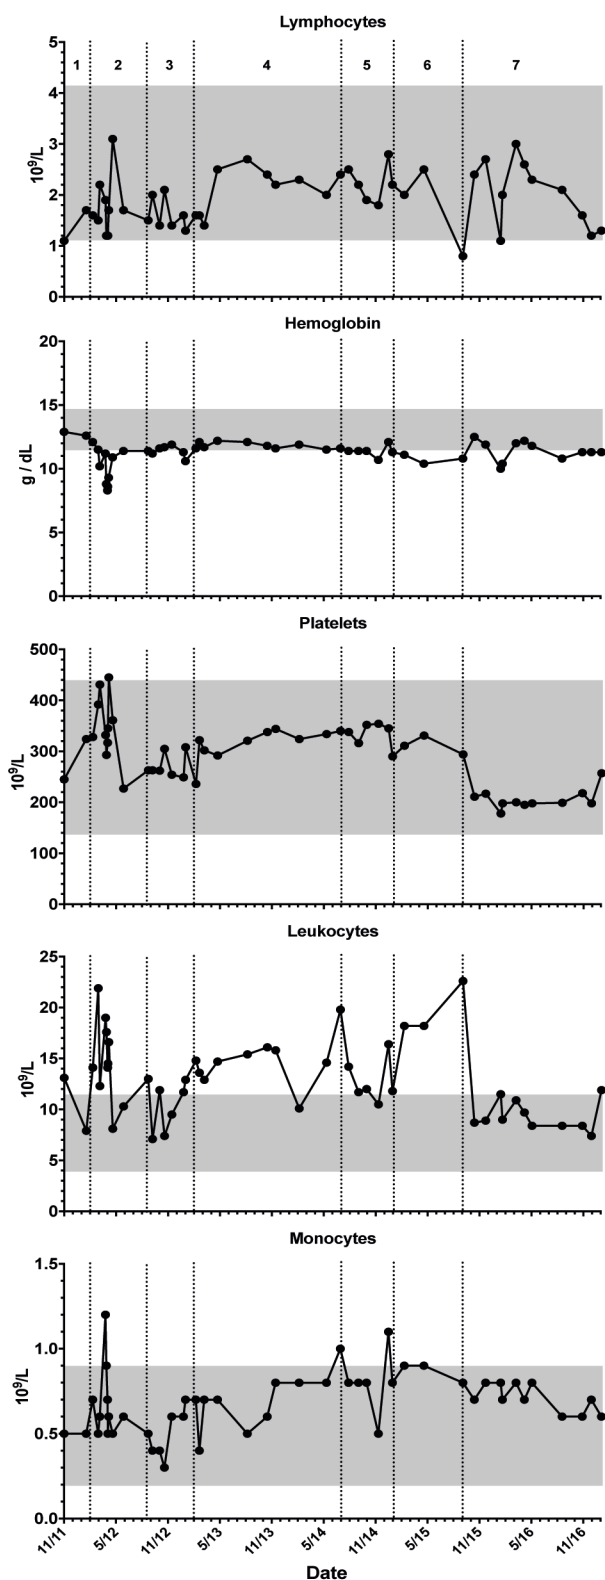 Lymphocytes
5
1 2 3 4 5 6 7
4
3
2
1
0
10⁹/L
Hemoglobin
20
15
10
5
0
g / dL
Platelets
500
400
300
200
100
0
10⁹/L
Leukocytes
25
20
15
10
5
0
10⁹/L
Monocytes
1.5
1.0
0.5
0.0
10⁹/L
11/11 5/12 11/12 5/13 11/13 5/14 11/14 5/15 11/15 5/16 11/16
Date